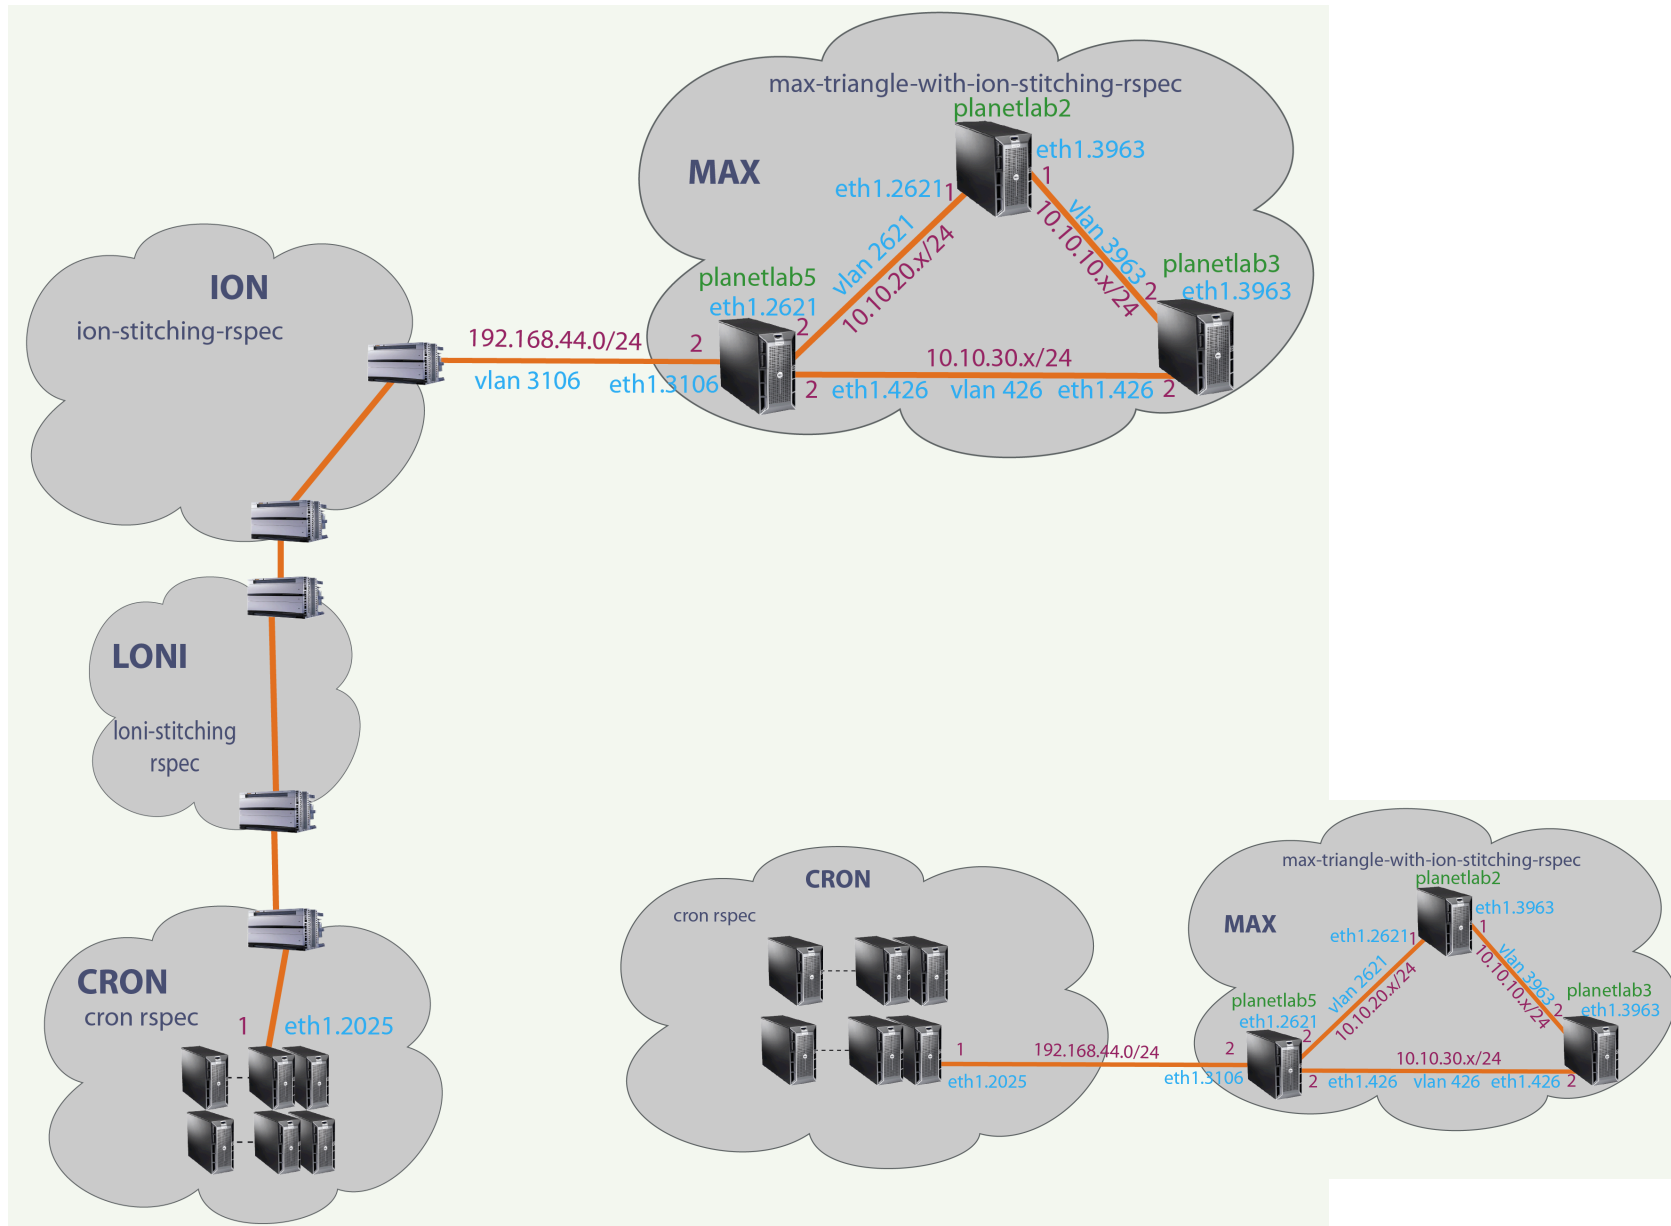 max-triangle-with-ion-stitching-rspec
planetlab2
MAX
eth1.3963
1
eth1.2621
1
vlan 2621
10.10.20.x/24
vlan 3963
10.10.10.x/24
planetlab5
eth1.2621
2
planetlab3
2
eth1.3963
ION
ion-stitching-rspec
192.168.44.0/24
2
vlan 3106
eth1.3106
10.10.30.x/24
2
eth1.426
vlan 426
eth1.426
2
LONI
loni-stitching
rspec
CRON
cron rspec
1
eth1.2025
CRON
cron rspec
1
192.168.44.0/24
2
eth1.2025
eth1.3106
max-triangle-with-ion-stitching-rspec
planetlab2
MAX
eth1.3963
1
eth1.2621
1
vlan 2621
10.10.20.x/24
vlan 3963
10.10.10.x/24
planetlab5
eth1.2621
2
planetlab3
2
eth1.3963
10.10.30.x/24
2
eth1.426
vlan 426
eth1.426
2